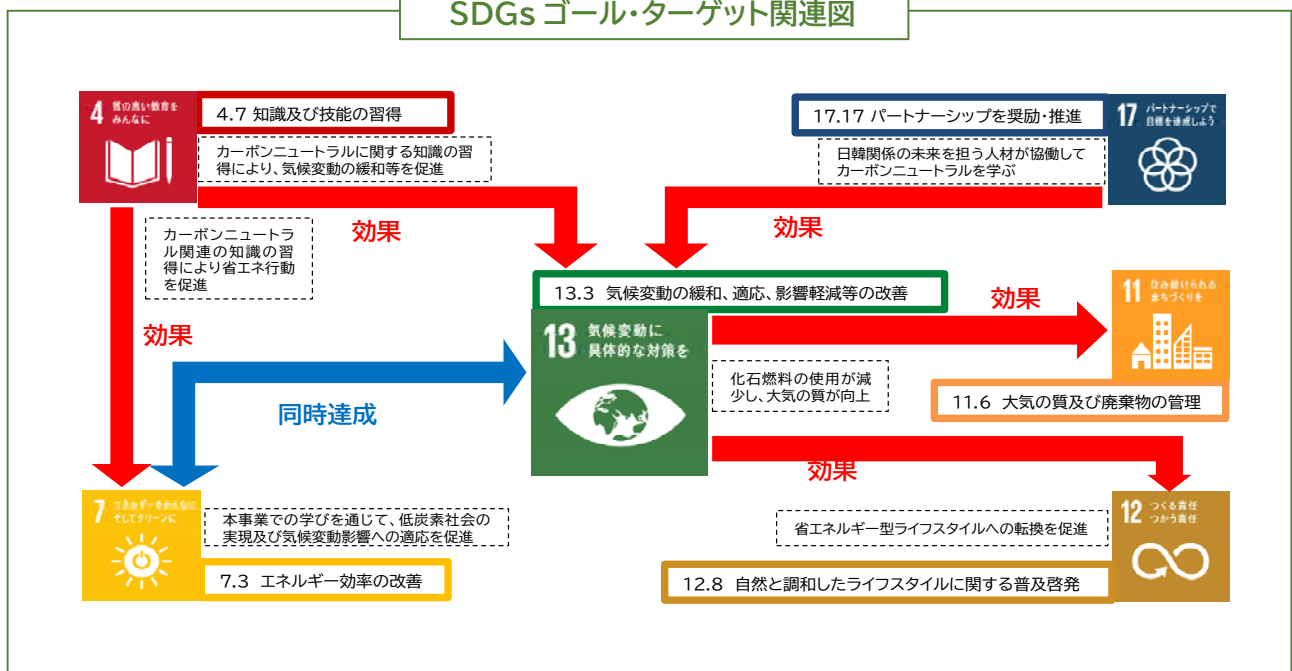 SDGs ゴール・ターゲット関連図
4 質の高い教育を
みんなに
4.7 知識及び技能の習得
カーボンニュートラルに関する知識の習
得により、気候変動の緩和等を促進
17.17 パートナーシップを奨励・推進
17 パートナーシップで
目標を達成しよう
日韓関係の未来を担う人材が協働して
カーボンニュートラルを学ぶ
効果
効果
カーボンニュートラ
ル関連の知識の習
得により省エネ行動
を促進
効果
13.3 気候変動の緩和、適応、影響軽減等の改善
13 気候変動に
具体的な対策を
効果
11 住み続けられる
まちづくりを
化石燃料の使用が減
少し、大気の質が向上
11.6 大気の質及び廃棄物の管理
同時達成
効果
7 エネルギーをみんなに
そしてクリーンに
本事業での学びを通じて、低炭素社会の
実現及び気候変動影響への適応を促進
7.3 エネルギー効率の改善
省エネルギー型ライフスタイルへの転換を促進
12 つくる責任
つかう責任
12.8 自然と調和したライフスタイルに関する普及啓発